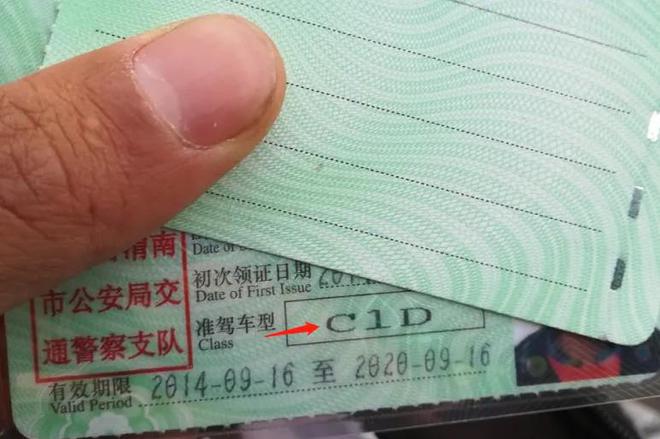 渭南
市公安局交
通警察支队
Date of
初次领证日期
Date of First Issue
准驾车型
Class
C1D
有效期限
Valid Period
2014-09-16 至 2020-09-16